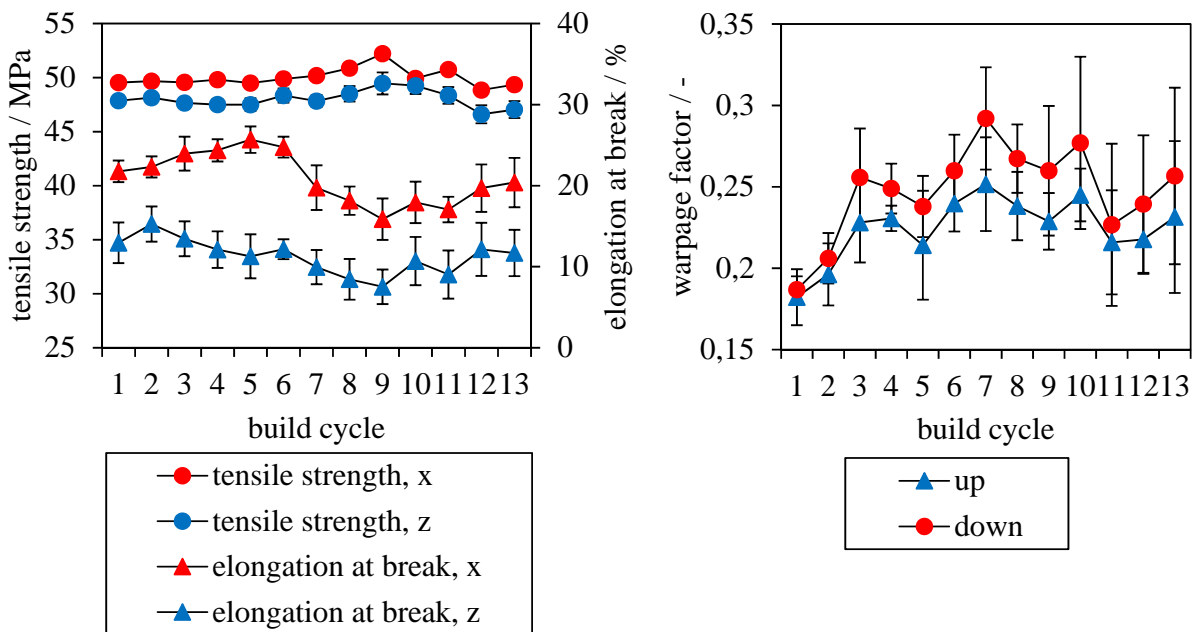 tensile strength / MPa
55
50
45
40
35
30
25
40
30
20
10
0
elongation at break / %
1 2 3 4 5 6 7 8 9 10 11 12 13
build cycle
tensile strength, x
tensile strength, z
elongation at break, x
elongation at break, z
warpage factor / -
0,35
0,3
0,25
0,2
0,15
1 2 3 4 5 6 7 8 9 10 11 12 13
build cycle
up
down